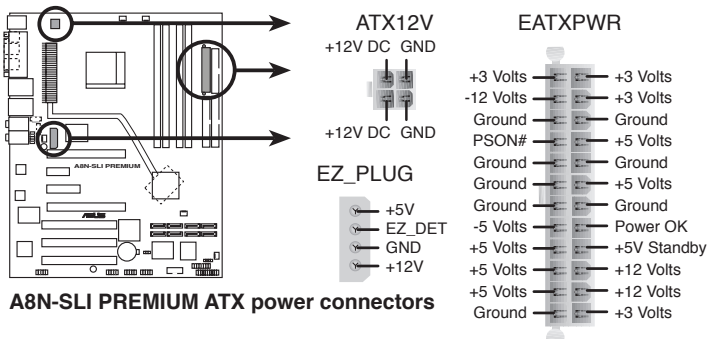 ATX12V
+12V DC GND
+12V DC GND
EATXPWR
+3 Volts +3 Volts
-12 Volts +3 Volts
Ground Ground
PSON# +5 Volts
Ground Ground
Ground +5 Volts
Ground Ground
-5 Volts Power OK
+5 Volts +5V Standby
+5 Volts +12 Volts
+5 Volts +12 Volts
Ground +3 Volts
EZ_PLUG
+5V
EZ_DET
GND
+12V
A8N-SLI PREMIUM
ASUS
A8N-SLI PREMIUM ATX power connectors